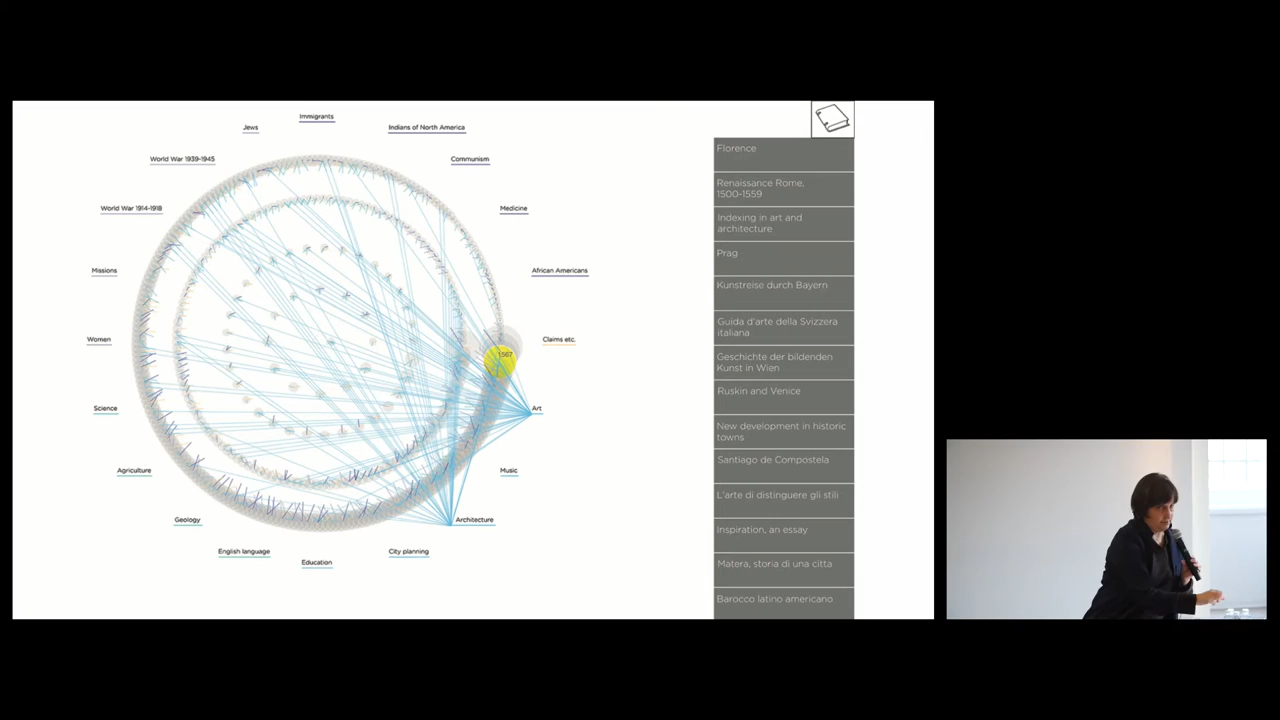 Immigrants
Jews
Indians of North America
World War 1939-1945
Communism
World War 1914-1918
Medicine
Missions
African Americans
Women
Claims etc.
1567
Science
Art
Agriculture
Music
Geology
Architecture
English language
City planning
Education
Florence
Renaissance Rome,
1500-1559
Indexing in art and
architecture
Prag
Kunstreise durch Bayern
Guida d'arte della Svizzera
italiana
Geschichte der bildenden
Kunst in Wien
Ruskin and Venice
New development in historic
towns
Santiago de Compostela
L'arte di distinguere gli stili
Inspiration, an essay
Matera, storia di una citta
Barocco latino americano